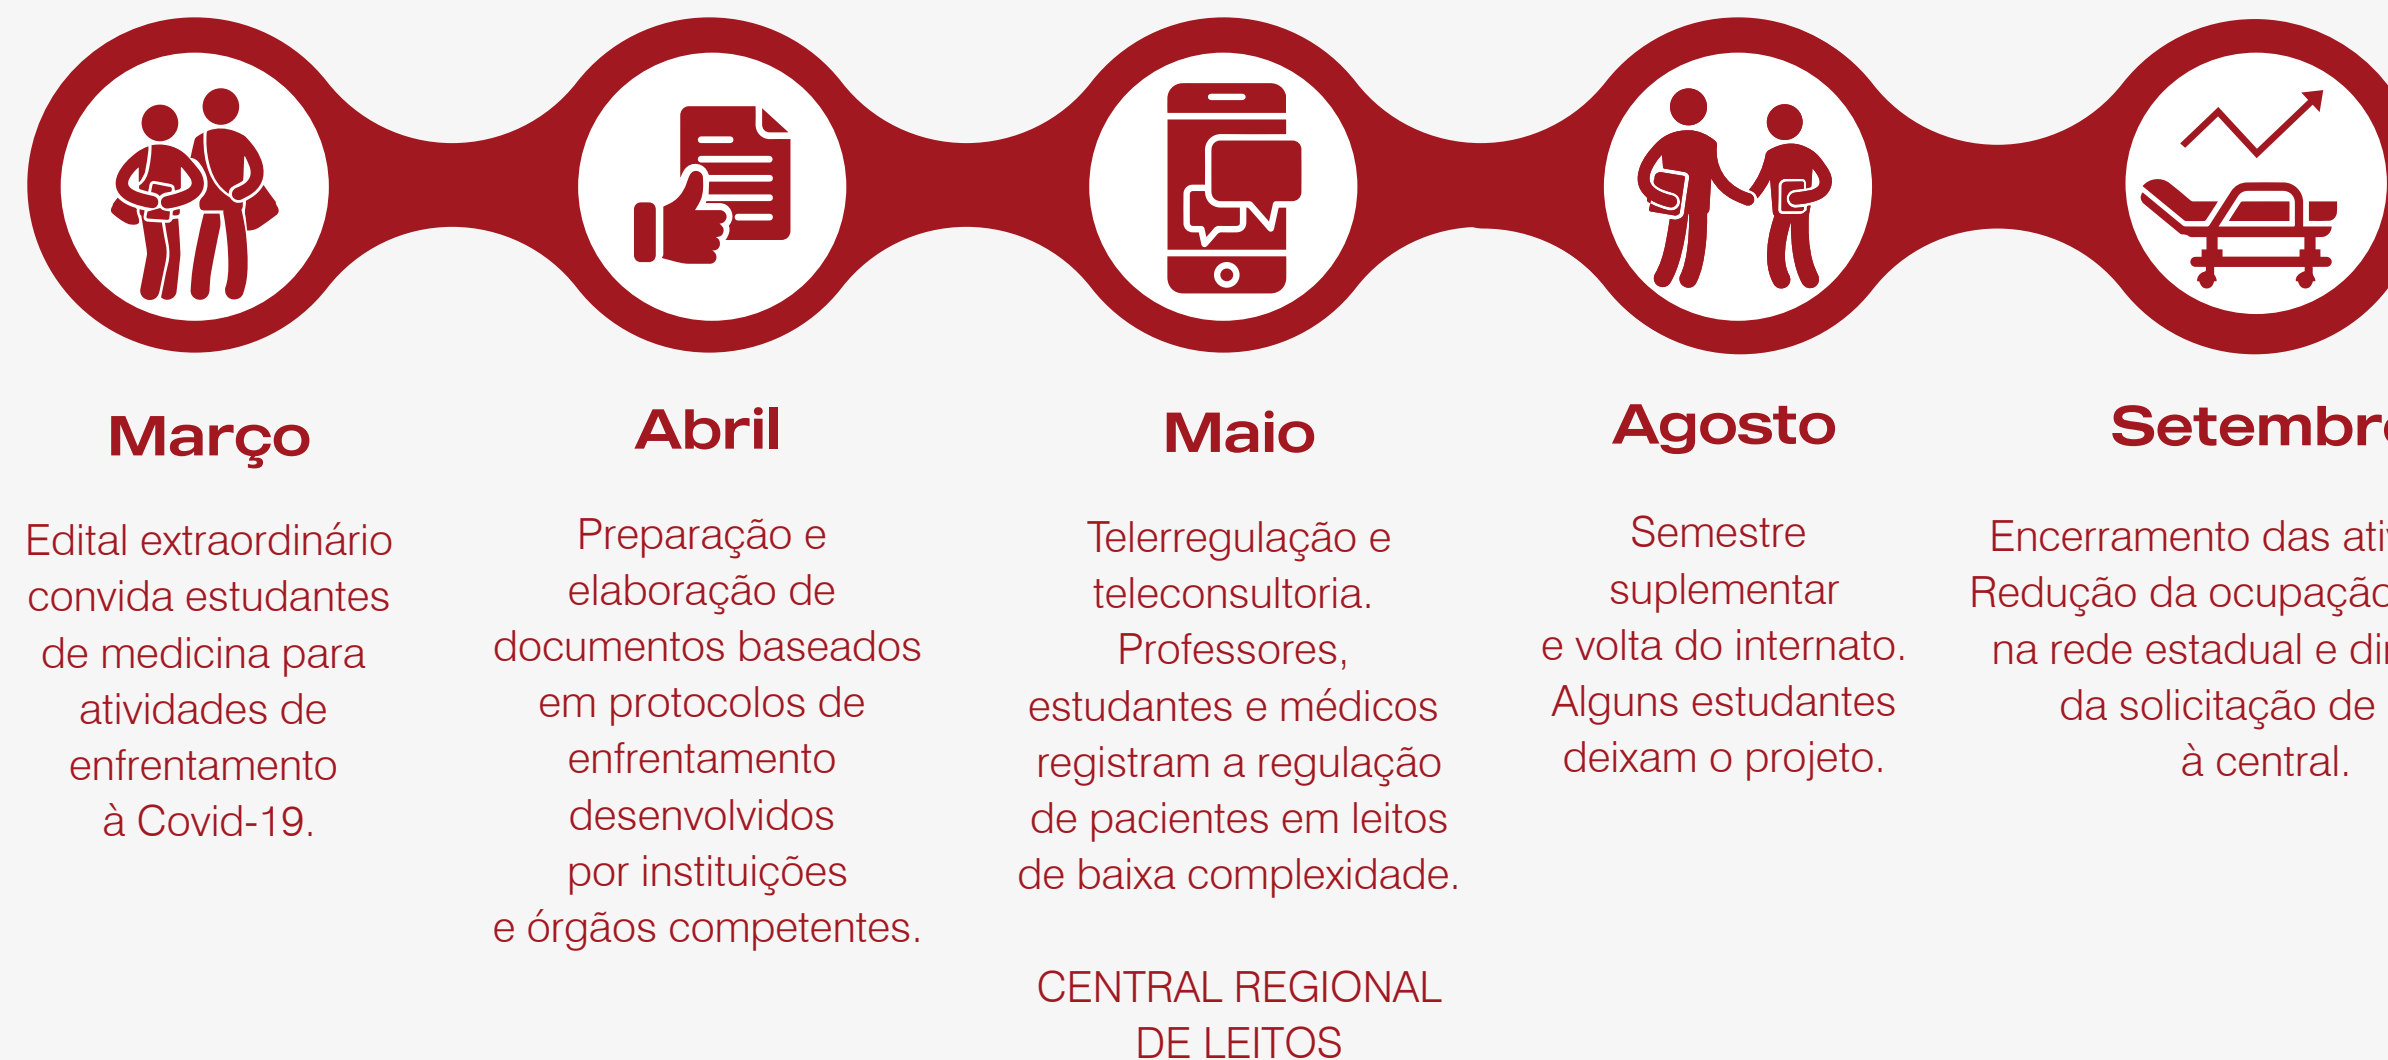 Março
Edital extraordinário
convida estudantes
de medicina para
atividades de
enfrentamento
à Covid-19.
Abril
Preparação e
elaboração de
documentos baseados
em protocolos de
enfrentamento
desenvolvidos
por instituições
e órgãos competentes.
Maio
Telerregulação e
teleconsultoria.
Professores,
estudantes e médicos
registram a regulação
de pacientes em leitos
de baixa complexidade.
CENTRAL REGIONAL
DE LEITOS
Agosto
Semestre
suplementar
e volta do internato.
Alguns estudantes
deixam o projeto.
Setembro
Encerramento das
Redução da ocupação
na rede estadual e
da solicitação de
à central.